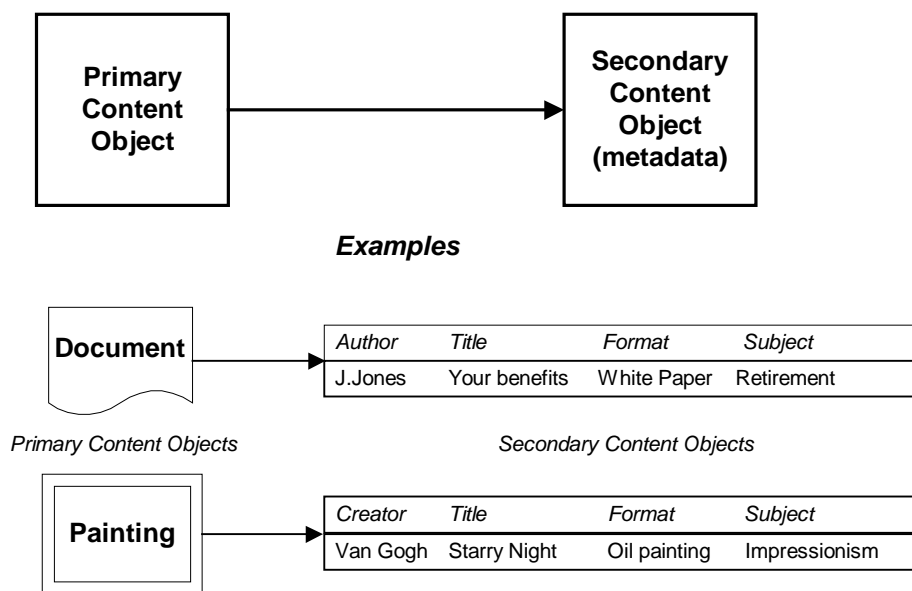 Primary
Content
Object
Secondary
Content
Object
(metadata)
Examples
Document
Author Title Format Subject
J.Jones Your benefits White Paper Retirement
Primary Content Objects Secondary Content Objects
Painting
Creator Title Format Subject
Van Gogh Starry Night Oil painting Impressionism